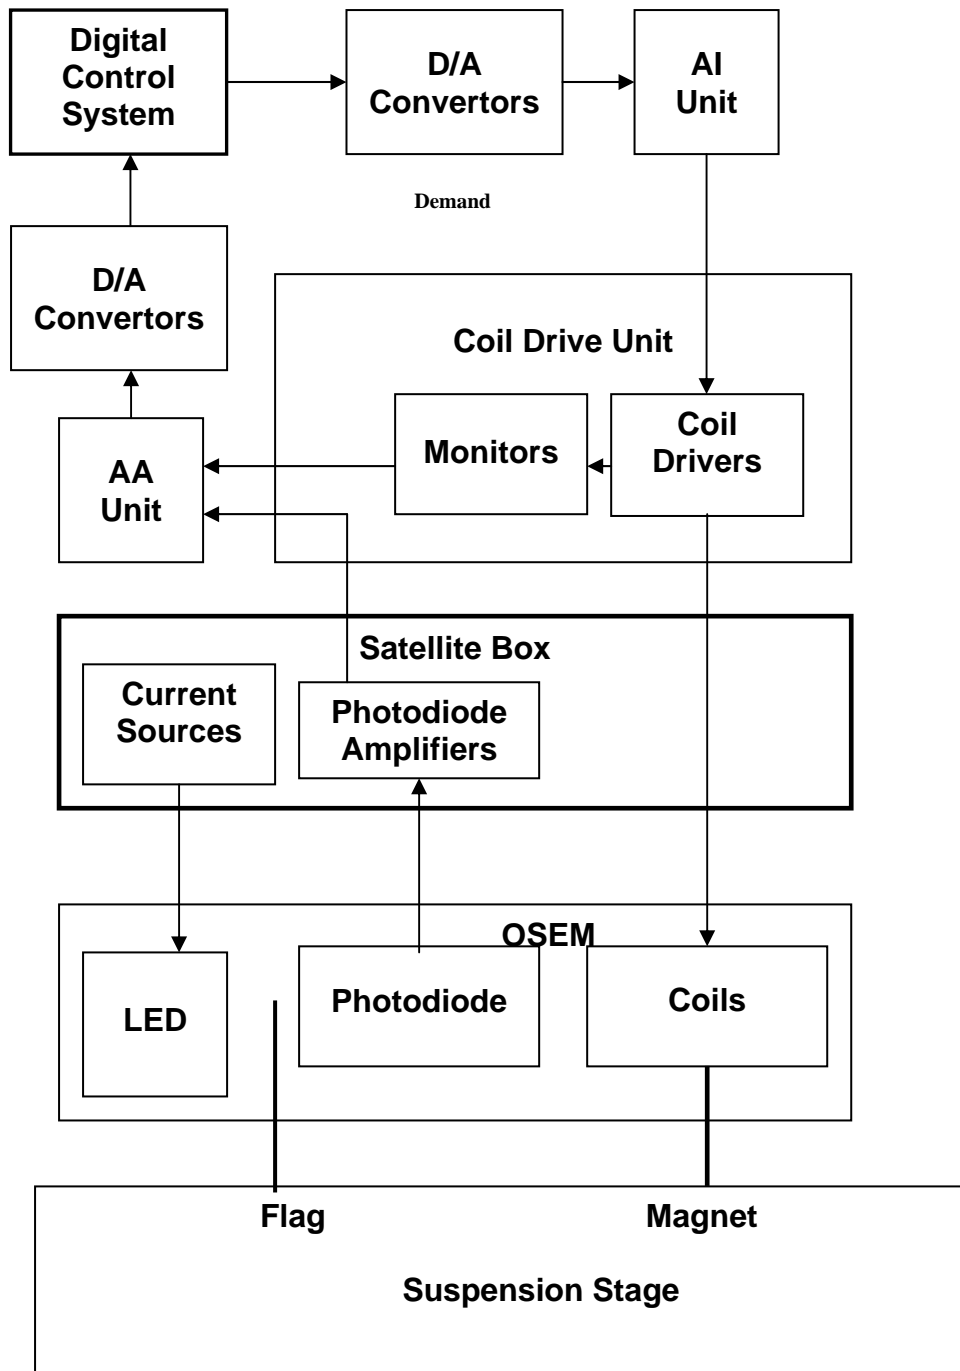 Digital
Control
System
D/A
Convertors
AI
Unit
Demand
D/A
Convertors
Coil Drive Unit
Monitors
Coil
Drivers
AA
Unit
Satellite Box
Current
Sources
Photodiode
Amplifiers
OSEM
LED
Photodiode
Coils
Flag
Magnet
Suspension Stage